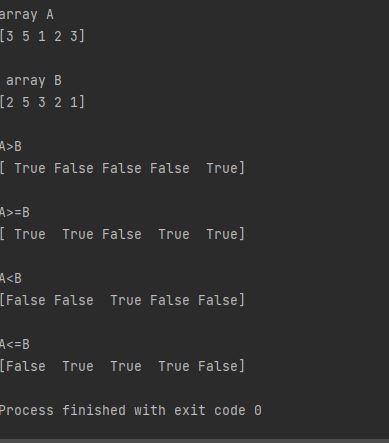 array A
[3 5 1 2 3]
array B
[2 5 3 2 1]
A>B
[ True False False False  True]
A>=B
[ True  True False  True  True]
A<B
[False False  True False False]
A<=B
[False  True  True  True False]
Process finished with exit code 0